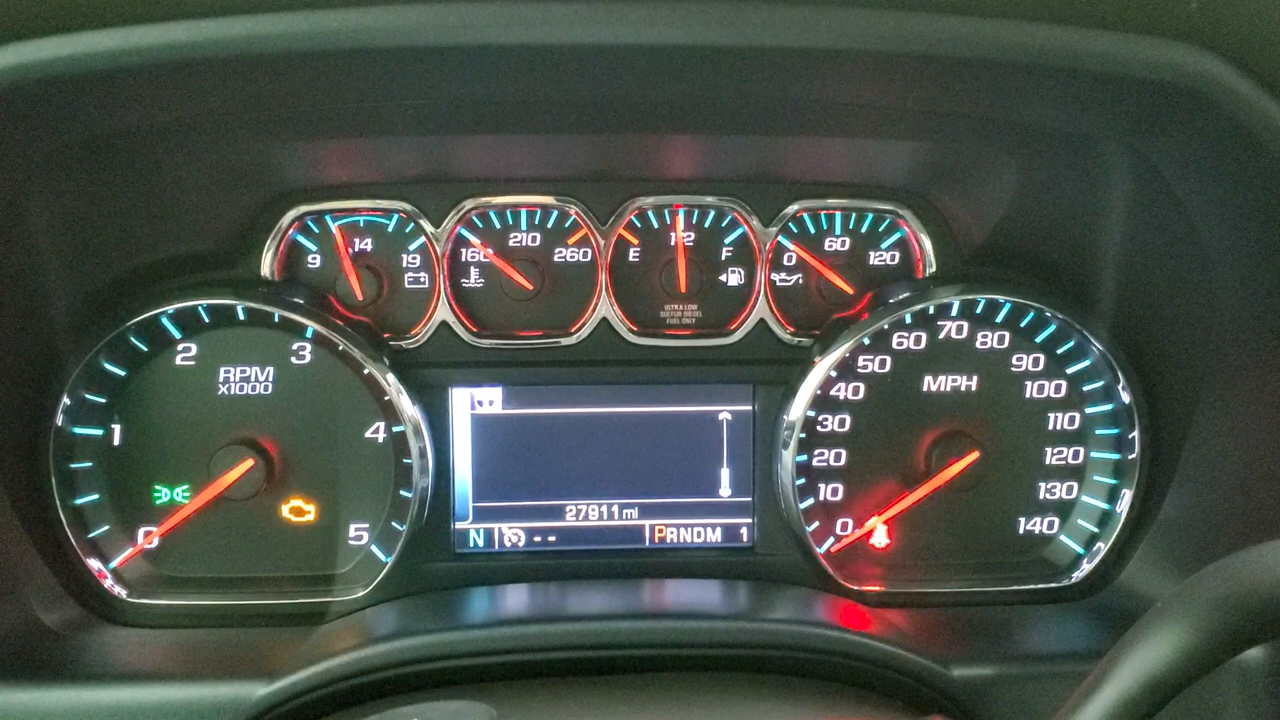 9 14 19
160 210 260
E 1/2 F
ULTRA LOW
SULFUR DIESEL
FUEL ONLY
0 60 120
0 1 2 3 4 5
RPM
X1000
27911 mi
N -- PRNDM 1
0 10 20 30 40 50 60 70 80 90 100 110 120 130 140
MPH